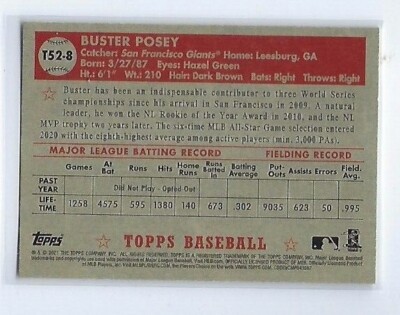 T52-8
BUSTER POSEY
Catcher: San Francisco Giants Home: Leesburg, GA
Born: 3/27/87 Eyes: Hazel Green
Ht.: 6'1" Wt.: 210 Hair: Dark Brown Bats: Right Throws: Right
Buster has been an indispensable contributor to three World Series
championships since his arrival in San Francisco in 2009. A natural
leader, he won the NL Rookie of the Year Award in 2010, and the NL
MVP trophy two years later. The six-time MLB All-Star Game selection
entered 2020 with the eighth-highest average among active players (min. 3,000 PAs).
MAJOR LEAGUE BATTING RECORD FIELDING RECORD
Games At Bat Runs Hits Home Runs Runs Batted In Batting Average Put-Outs Assists Errors Field. Avg.
PAST YEAR Did Not Play - Opted Out
LIFE-TIME 1258 4575 595 1380 140 673 .302 9035 623 50 .995
Topps TOPPS BASEBALL